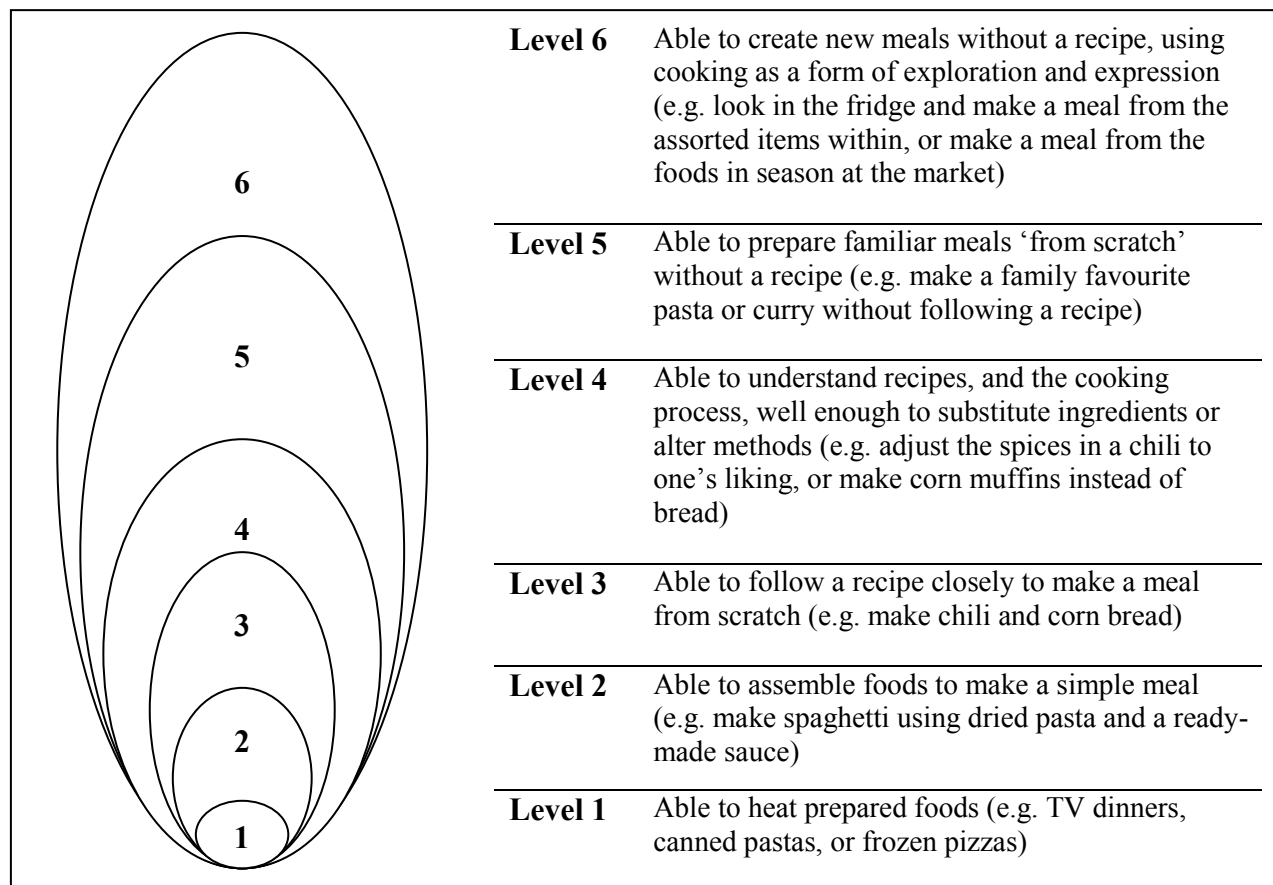 6
5
4
3
2
1
Level 6 Able to create new meals without a recipe, using
cooking as a form of exploration and expression
(e.g. look in the fridge and make a meal from the
assorted items within, or make a meal from the
foods in season at the market)
Level 5 Able to prepare familiar meals ‘from scratch’
without a recipe (e.g. make a family favourite
pasta or curry without following a recipe)
Level 4 Able to understand recipes, and the cooking
process, well enough to substitute ingredients or
alter methods (e.g. adjust the spices in a chili to
one’s liking, or make corn muffins instead of
bread)
Level 3 Able to follow a recipe closely to make a meal
from scratch (e.g. make chili and corn bread)
Level 2 Able to assemble foods to make a simple meal
(e.g. make spaghetti using dried pasta and a ready-
made sauce)
Level 1 Able to heat prepared foods (e.g. TV dinners,
canned pastas, or frozen pizzas)